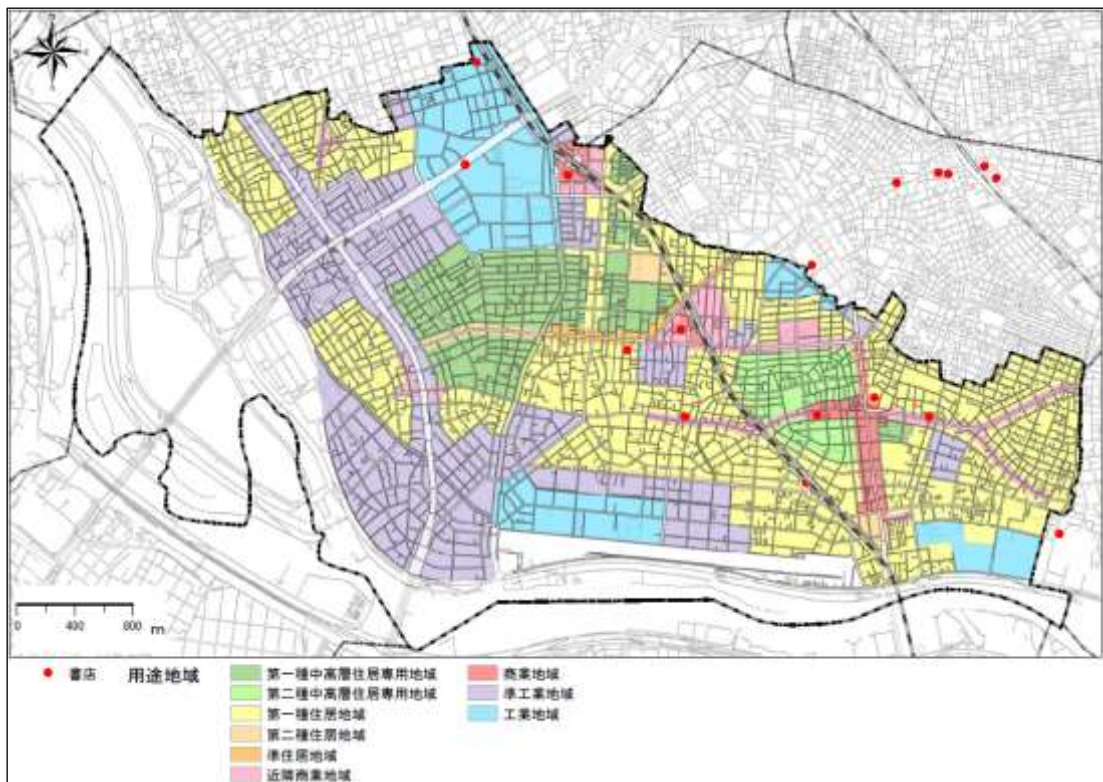 0 400 800 m
書店
用途地域
第一種中高層住居専用地域
第二種中高層住居専用地域
第一種住居地域
第二種住居地域
準住居地域
近隣商業地域
商業地域
準工業地域
工業地域